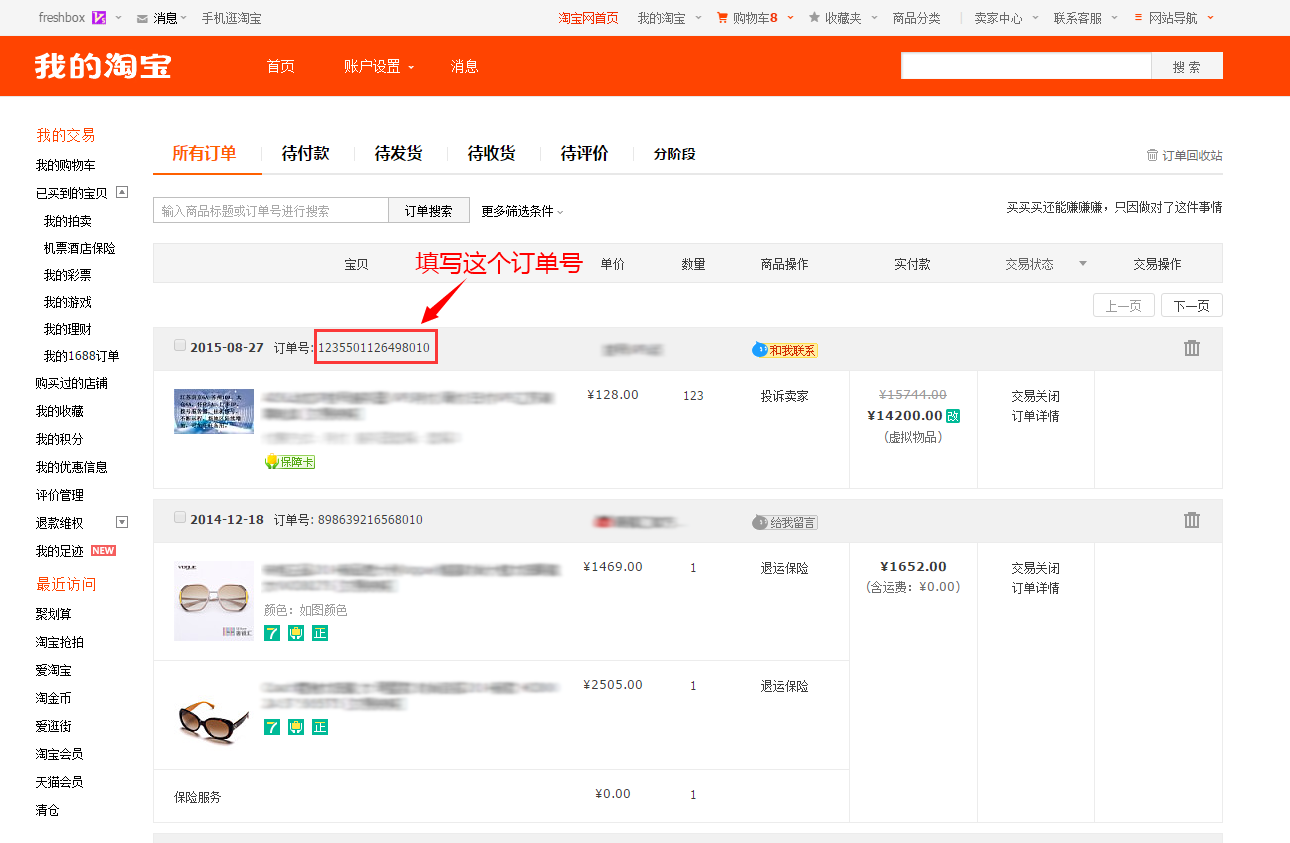 freshbox 消息 手机逛淘宝 淘宝网首页 我的淘宝 购物车8 收藏夹 商品分类 卖家中心 联系客服 网站导航
我的淘宝 首页 账户设置 消息 搜 索
我的交易
我的购物车
已买到的宝贝
我的拍卖
机票酒店保险
我的彩票
我的游戏
我的理财
我的1688订单
购买过的店铺
我的收藏
我的积分
我的优惠信息
评价管理
退款维权
我的足迹 NEW
最近访问
聚划算
淘宝抢拍
爱淘宝
淘金币
爱逛街
淘宝会员
天猫会员
清仓
所有订单 待付款 待发货 待收货 待评价 分阶段 订单回收站
输入商品标题或订单号进行搜索 订单搜索 更多筛选条件 买买买还能赚赚赚，只因做对了这件事情
宝贝 填写这个订单号 单价 数量 商品操作 实付款 交易状态 交易操作
上一页 下一页
2015-08-27 订单号: 1235501126498010 和我联系
¥128.00 123 投诉卖家 ¥15744.00 交易关闭
¥14200.00 改 订单详情
(虚拟物品)
保障卡
2014-12-18 订单号: 898639216568010 给我留言
VOGUE
¥1469.00 1 退运保险 ¥1652.00 交易关闭
(含运费：¥0.00) 订单详情
颜色：如图颜色
7 正
¥2505.00 1 退运保险
7 正
保险服务 ¥0.00 1